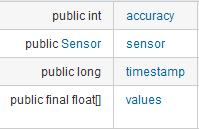 public int accuracy
public Sensor sensor
public long timestamp
public final float[] values